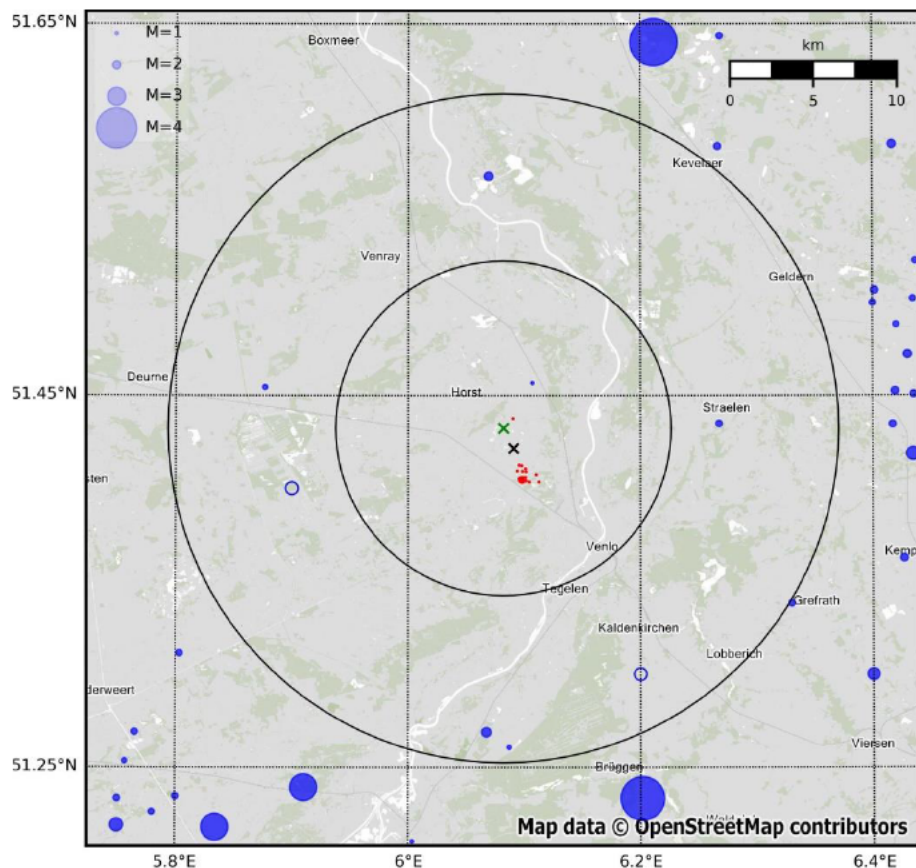 51.65°N
M=1
M=2
M=3
M=4
Boxmeer
km
0 5 10
Kevelaer
Venray
Geldern
Deurne
51.45°N
Horst
Straelen
sten
Venlo
Kemp
Tegelen
Grefrath
Kaldenkirchen
Lobberich
derweert
Viersen
51.25°N
Brüggen
Map data © OpenStreetMap contributors
5.8°E 6°E 6.2°E 6.4°E